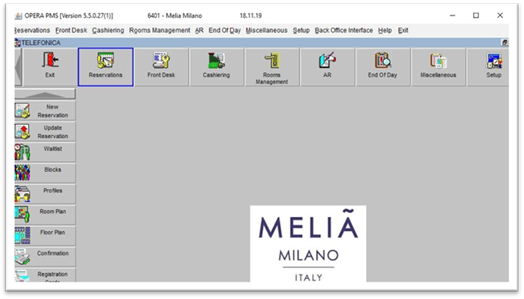 OPERA PMS [Version 5.5.0.27(1)] 6401 - Melia Milano 18.11.19
Reservations Front Desk Cashiering Rooms Management AR End Of Day Miscellaneous Setup Back Office Interface Help Exit
TELEFONICA
Exit Reservations Front Desk Cashiering Rooms Management AR End Of Day Miscellaneous Setup
New Reservation
Update Reservation
Waitlist
Blocks
Profiles
Room Plan
Floor Plan
Confirmation
Registration
MELIÃ
MILANO
ITALY